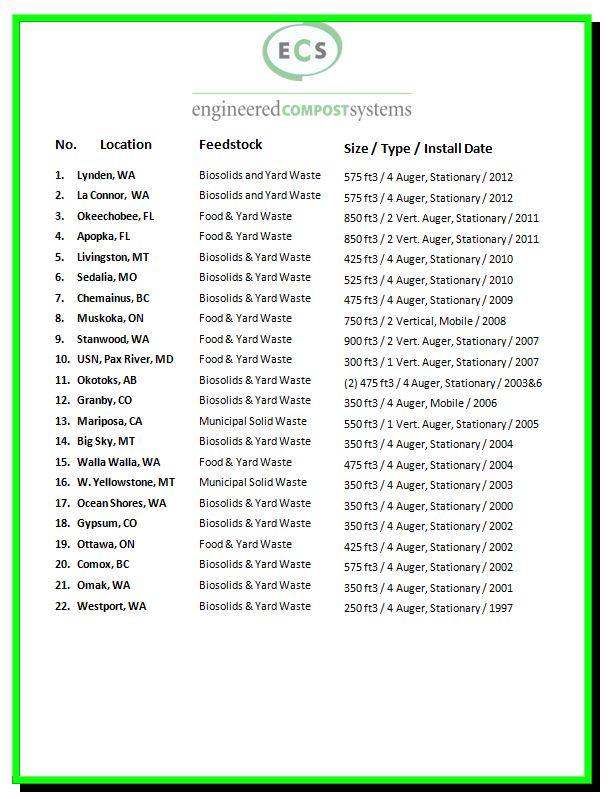 ECS
engineeredCOMPOSTsystems
No. Location Feedstock Size / Type / Install Date
1. Lynden, WA Biosolids and Yard Waste 575 ft3 / 4 Auger, Stationary / 2012
2. La Connor, WA Biosolids and Yard Waste 575 ft3 / 4 Auger, Stationary / 2012
3. Okeechobee, FL Food & Yard Waste 850 ft3 / 2 Vert. Auger, Stationary / 2011
4. Apopka, FL Food & Yard Waste 850 ft3 / 2 Vert. Auger, Stationary / 2011
5. Livingston, MT Biosolids & Yard Waste 425 ft3 / 4 Auger, Stationary / 2010
6. Sedalia, MO Biosolids & Yard Waste 525 ft3 / 4 Auger, Stationary / 2010
7. Chemainus, BC Biosolids & Yard Waste 475 ft3 / 4 Auger, Stationary / 2009
8. Muskoka, ON Food & Yard Waste 750 ft3 / 2 Vertical, Mobile / 2008
9. Stanwood, WA Food & Yard Waste 900 ft3 / 2 Vert. Auger, Stationary / 2007
10. USN, Pax River, MD Food & Yard Waste 300 ft3 / 1 Vert. Auger, Stationary / 2007
11. Okotoks, AB Biosolids & Yard Waste (2) 475 ft3 / 4 Auger, Stationary / 2003&6
12. Granby, CO Biosolids & Yard Waste 350 ft3 / 4 Auger, Mobile / 2006
13. Mariposa, CA Municipal Solid Waste 550 ft3 / 1 Vert. Auger, Stationary / 2005
14. Big Sky, MT Biosolids & Yard Waste 350 ft3 / 4 Auger, Stationary / 2004
15. Walla Walla, WA Food & Yard Waste 475 ft3 / 4 Auger, Stationary / 2004
16. W. Yellowstone, MT Municipal Solid Waste 350 ft3 / 4 Auger, Stationary / 2003
17. Ocean Shores, WA Biosolids & Yard Waste 350 ft3 / 4 Auger, Stationary / 2000
18. Gypsum, CO Biosolids & Yard Waste 350 ft3 / 4 Auger, Stationary / 2002
19. Ottawa, ON Food & Yard Waste 425 ft3 / 4 Auger, Stationary / 2002
20. Comox, BC Biosolids & Yard Waste 575 ft3 / 4 Auger, Stationary / 2002
21. Omak, WA Biosolids & Yard Waste 350 ft3 / 4 Auger, Stationary / 2001
22. Westport, WA Biosolids & Yard Waste 250 ft3 / 4 Auger, Stationary / 1997